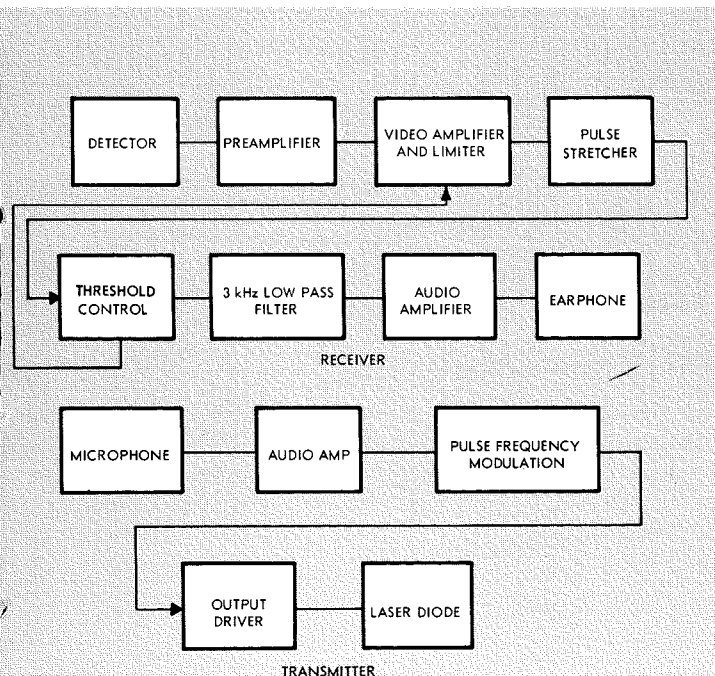 DETECTOR
PREAMPLIFIER
VIDEO AMPLIFIER
AND LIMITER
PULSE
STRETCHER
THRESHOLD
CONTROL
3 kHz LOW PASS
FILTER
AUDIO
AMPLIFIER
EARPHONE
RECEIVER
MICROPHONE
AUDIO AMP
PULSE FREQUENCY
MODULATION
OUTPUT
DRIVER
LASER DIODE
TRANSMITTER